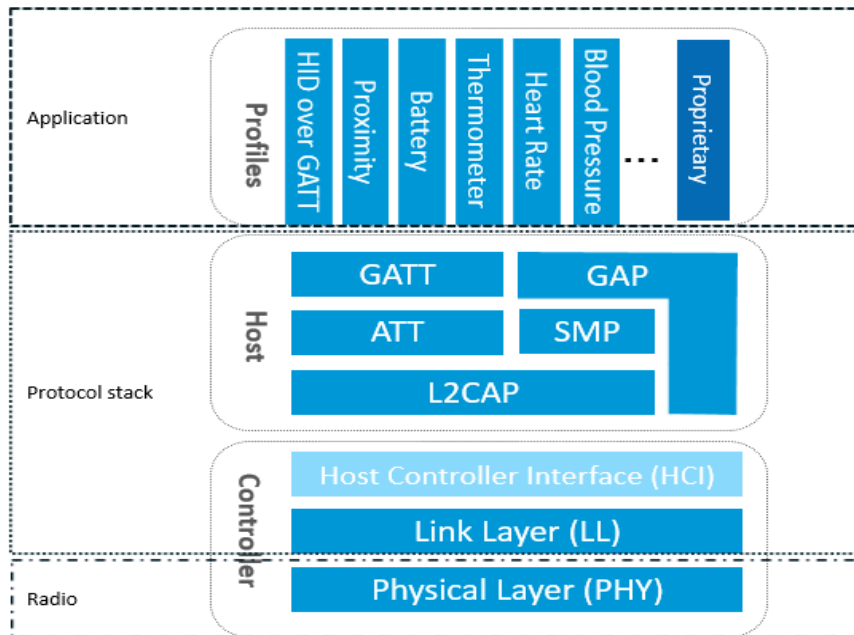 Application
Profiles
HID over GATT
Proximity
Battery
Thermometer
Heart Rate
Blood Pressure
...
Proprietary
Protocol stack
Host
GATT
GAP
ATT
SMP
L2CAP
Controller
Host Controller Interface (HCI)
Link Layer (LL)
Radio
Physical Layer (PHY)